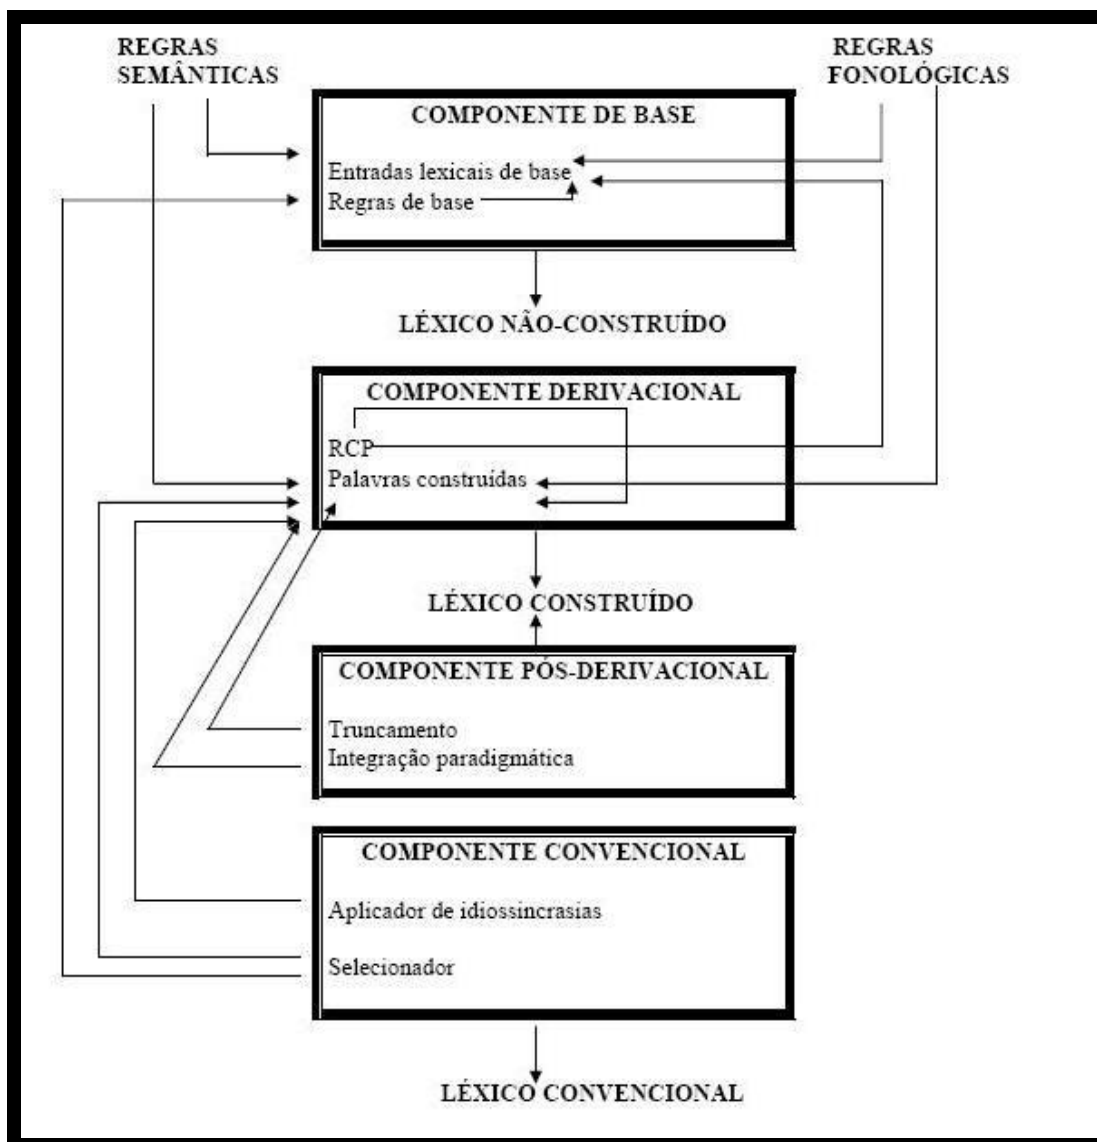 REGRAS
SEMÂNTICAS
REGRAS
FONOLÓGICAS
COMPONENTE DE BASE
Entradas lexicais de base
Regras de base
LÉXICO NÃO-CONSTRUÍDO
COMPONENTE DERIVACIONAL
RCP
Palavras construídas
LÉXICO CONSTRUÍDO
COMPONENTE PÓS-DERIVACIONAL
Truncamento
Integração paradigmática
COMPONENTE CONVENCIONAL
Aplicador de idiossincrasias
Selecionador
LÉXICO CONVENCIONAL